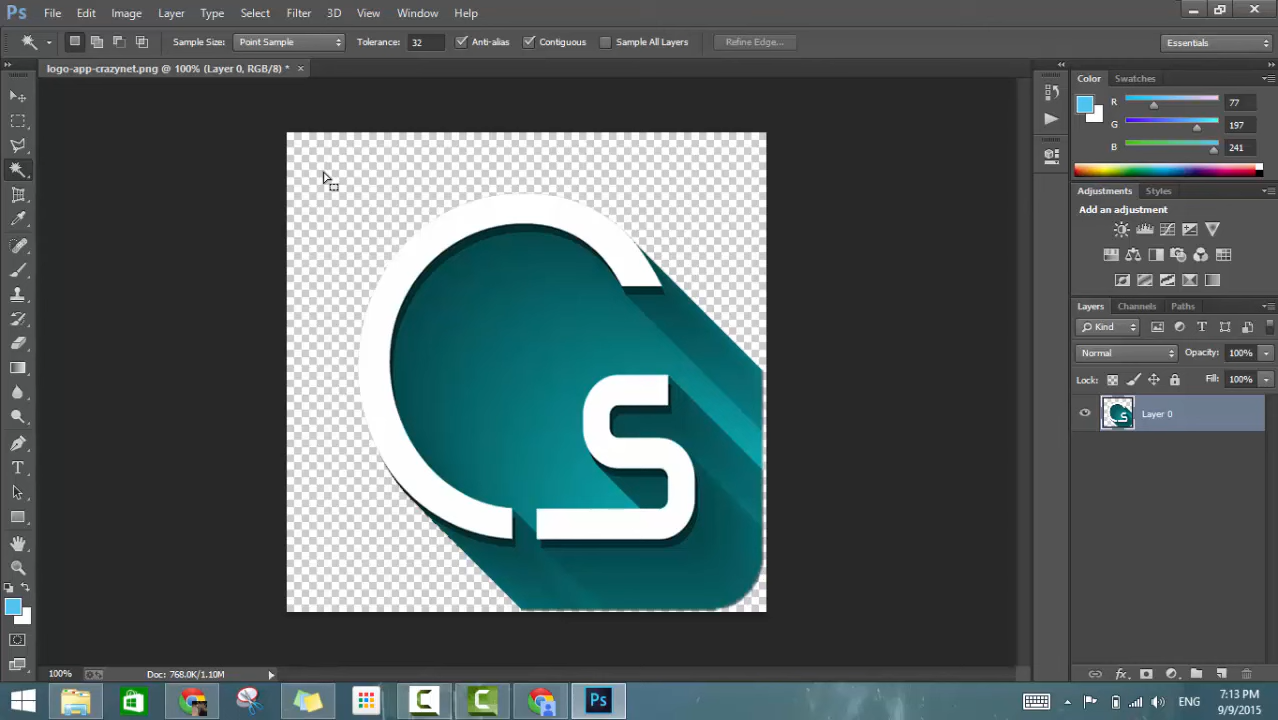 Ps File Edit Image Layer Type Select Filter 3D View Window Help
Sample Size: Point Sample Tolerance: 32 Anti-alias Contiguous Sample All Layers Refine Edge... Essentials
logo-app-crazynet.png @ 100% (Layer 0, RGB/8) * ×
Color Swatches
R 77
G 197
B 241
Adjustments Styles
Add an adjustment
Layers Channels Paths
Kind
Normal Opacity: 100%
Lock: Fill: 100%
Layer 0
S
100% Doc: 768.0K/1.10M
Ps ENG 7:13 PM
9/9/2015